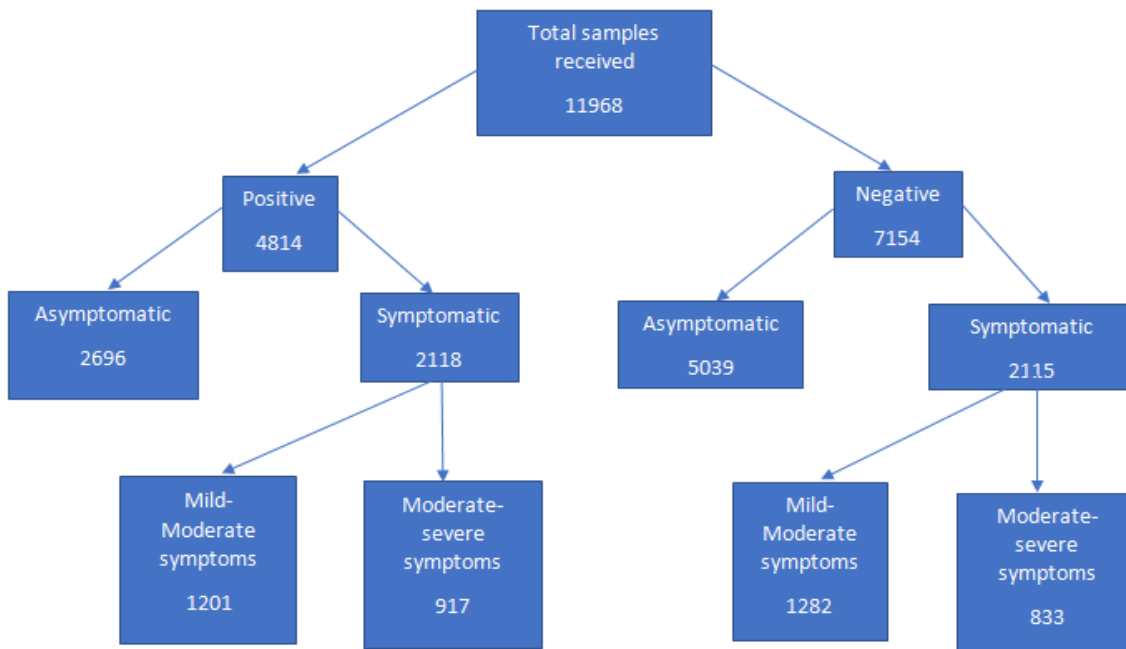 Total samples
received
11968
Positive
4814
Negative
7154
Asymptomatic
2696
Symptomatic
2118
Asymptomatic
5039
Symptomatic
2115
Mild-
Moderate
symptoms
1201
Moderate-
severe
symptoms
917
Mild-
Moderate
symptoms
1282
Moderate-
severe
symptoms
833